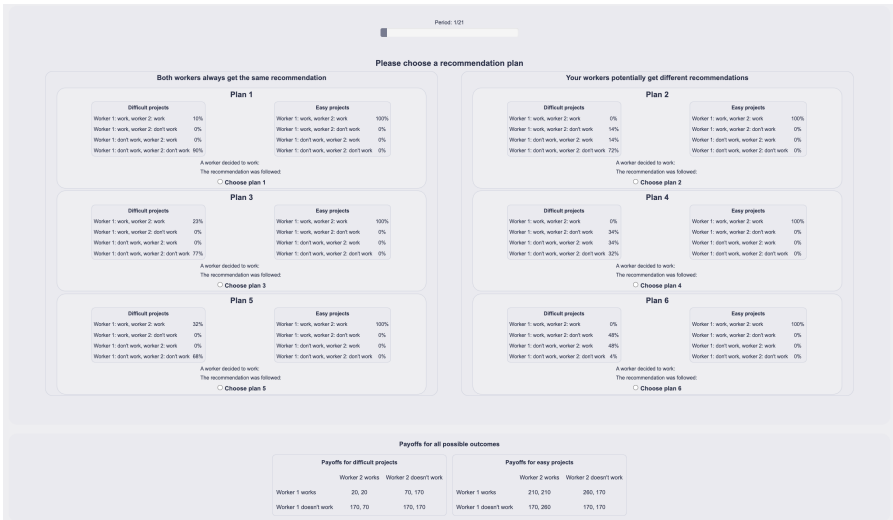 Period: 1/21
Please choose a recommendation plan
Both workers always get the same recommendation
Plan 1
Difficult projects
Worker 1: work, worker 2: work 10%
Worker 1: work, worker 2: don't work 0%
Worker 1: don't work, worker 2: work 0%
Worker 1: don't work, worker 2: don't work 90%
Easy projects
Worker 1: work, worker 2: work 100%
Worker 1: work, worker 2: don't work 0%
Worker 1: don't work, worker 2: work 0%
Worker 1: don't work, worker 2: don't work 0%
A worker decided to work:
The recommendation was followed:
Choose plan 1
Plan 3
Difficult projects
Worker 1: work, worker 2: work 23%
Worker 1: work, worker 2: don't work 0%
Worker 1: don't work, worker 2: work 0%
Worker 1: don't work, worker 2: don't work 77%
Easy projects
Worker 1: work, worker 2: work 100%
Worker 1: work, worker 2: don't work 0%
Worker 1: don't work, worker 2: work 0%
Worker 1: don't work, worker 2: don't work 0%
A worker decided to work:
The recommendation was followed:
Choose plan 3
Plan 5
Difficult projects
Worker 1: work, worker 2: work 32%
Worker 1: work, worker 2: don't work 0%
Worker 1: don't work, worker 2: work 0%
Worker 1: don't work, worker 2: don't work 68%
Easy projects
Worker 1: work, worker 2: work 100%
Worker 1: work, worker 2: don't work 0%
Worker 1: don't work, worker 2: work 0%
Worker 1: don't work, worker 2: don't work 0%
A worker decided to work:
The recommendation was followed:
Choose plan 5
Your workers potentially get different recommendations
Plan 2
Difficult projects
Worker 1: work, worker 2: work 0%
Worker 1: work, worker 2: don't work 14%
Worker 1: don't work, worker 2: work 14%
Worker 1: don't work, worker 2: don't work 72%
Easy projects
Worker 1: work, worker 2: work 100%
Worker 1: work, worker 2: don't work 0%
Worker 1: don't work, worker 2: work 0%
Worker 1: don't work, worker 2: don't work 0%
A worker decided to work:
The recommendation was followed:
Choose plan 2
Plan 4
Difficult projects
Worker 1: work, worker 2: work 0%
Worker 1: work, worker 2: don't work 34%
Worker 1: don't work, worker 2: work 34%
Worker 1: don't work, worker 2: don't work 32%
Easy projects
Worker 1: work, worker 2: work 100%
Worker 1: work, worker 2: don't work 0%
Worker 1: don't work, worker 2: work 0%
Worker 1: don't work, worker 2: don't work 0%
A worker decided to work:
The recommendation was followed:
Choose plan 4
Plan 6
Difficult projects
Worker 1: work, worker 2: work 0%
Worker 1: work, worker 2: don't work 48%
Worker 1: don't work, worker 2: work 48%
Worker 1: don't work, worker 2: don't work 4%
Easy projects
Worker 1: work, worker 2: work 100%
Worker 1: work, worker 2: don't work 0%
Worker 1: don't work, worker 2: work 0%
Worker 1: don't work, worker 2: don't work 0%
A worker decided to work:
The recommendation was followed:
Choose plan 6
Payoffs for all possible outcomes
Payoffs for difficult projects
Worker 2 works Worker 2 doesn't work
Worker 1 works 20, 20 70, 170
Worker 1 doesn't work 170, 70 170, 170
Payoffs for easy projects
Worker 2 works Worker 2 doesn't work
Worker 1 works 210, 210 260, 170
Worker 1 doesn't work 170, 260 170, 170